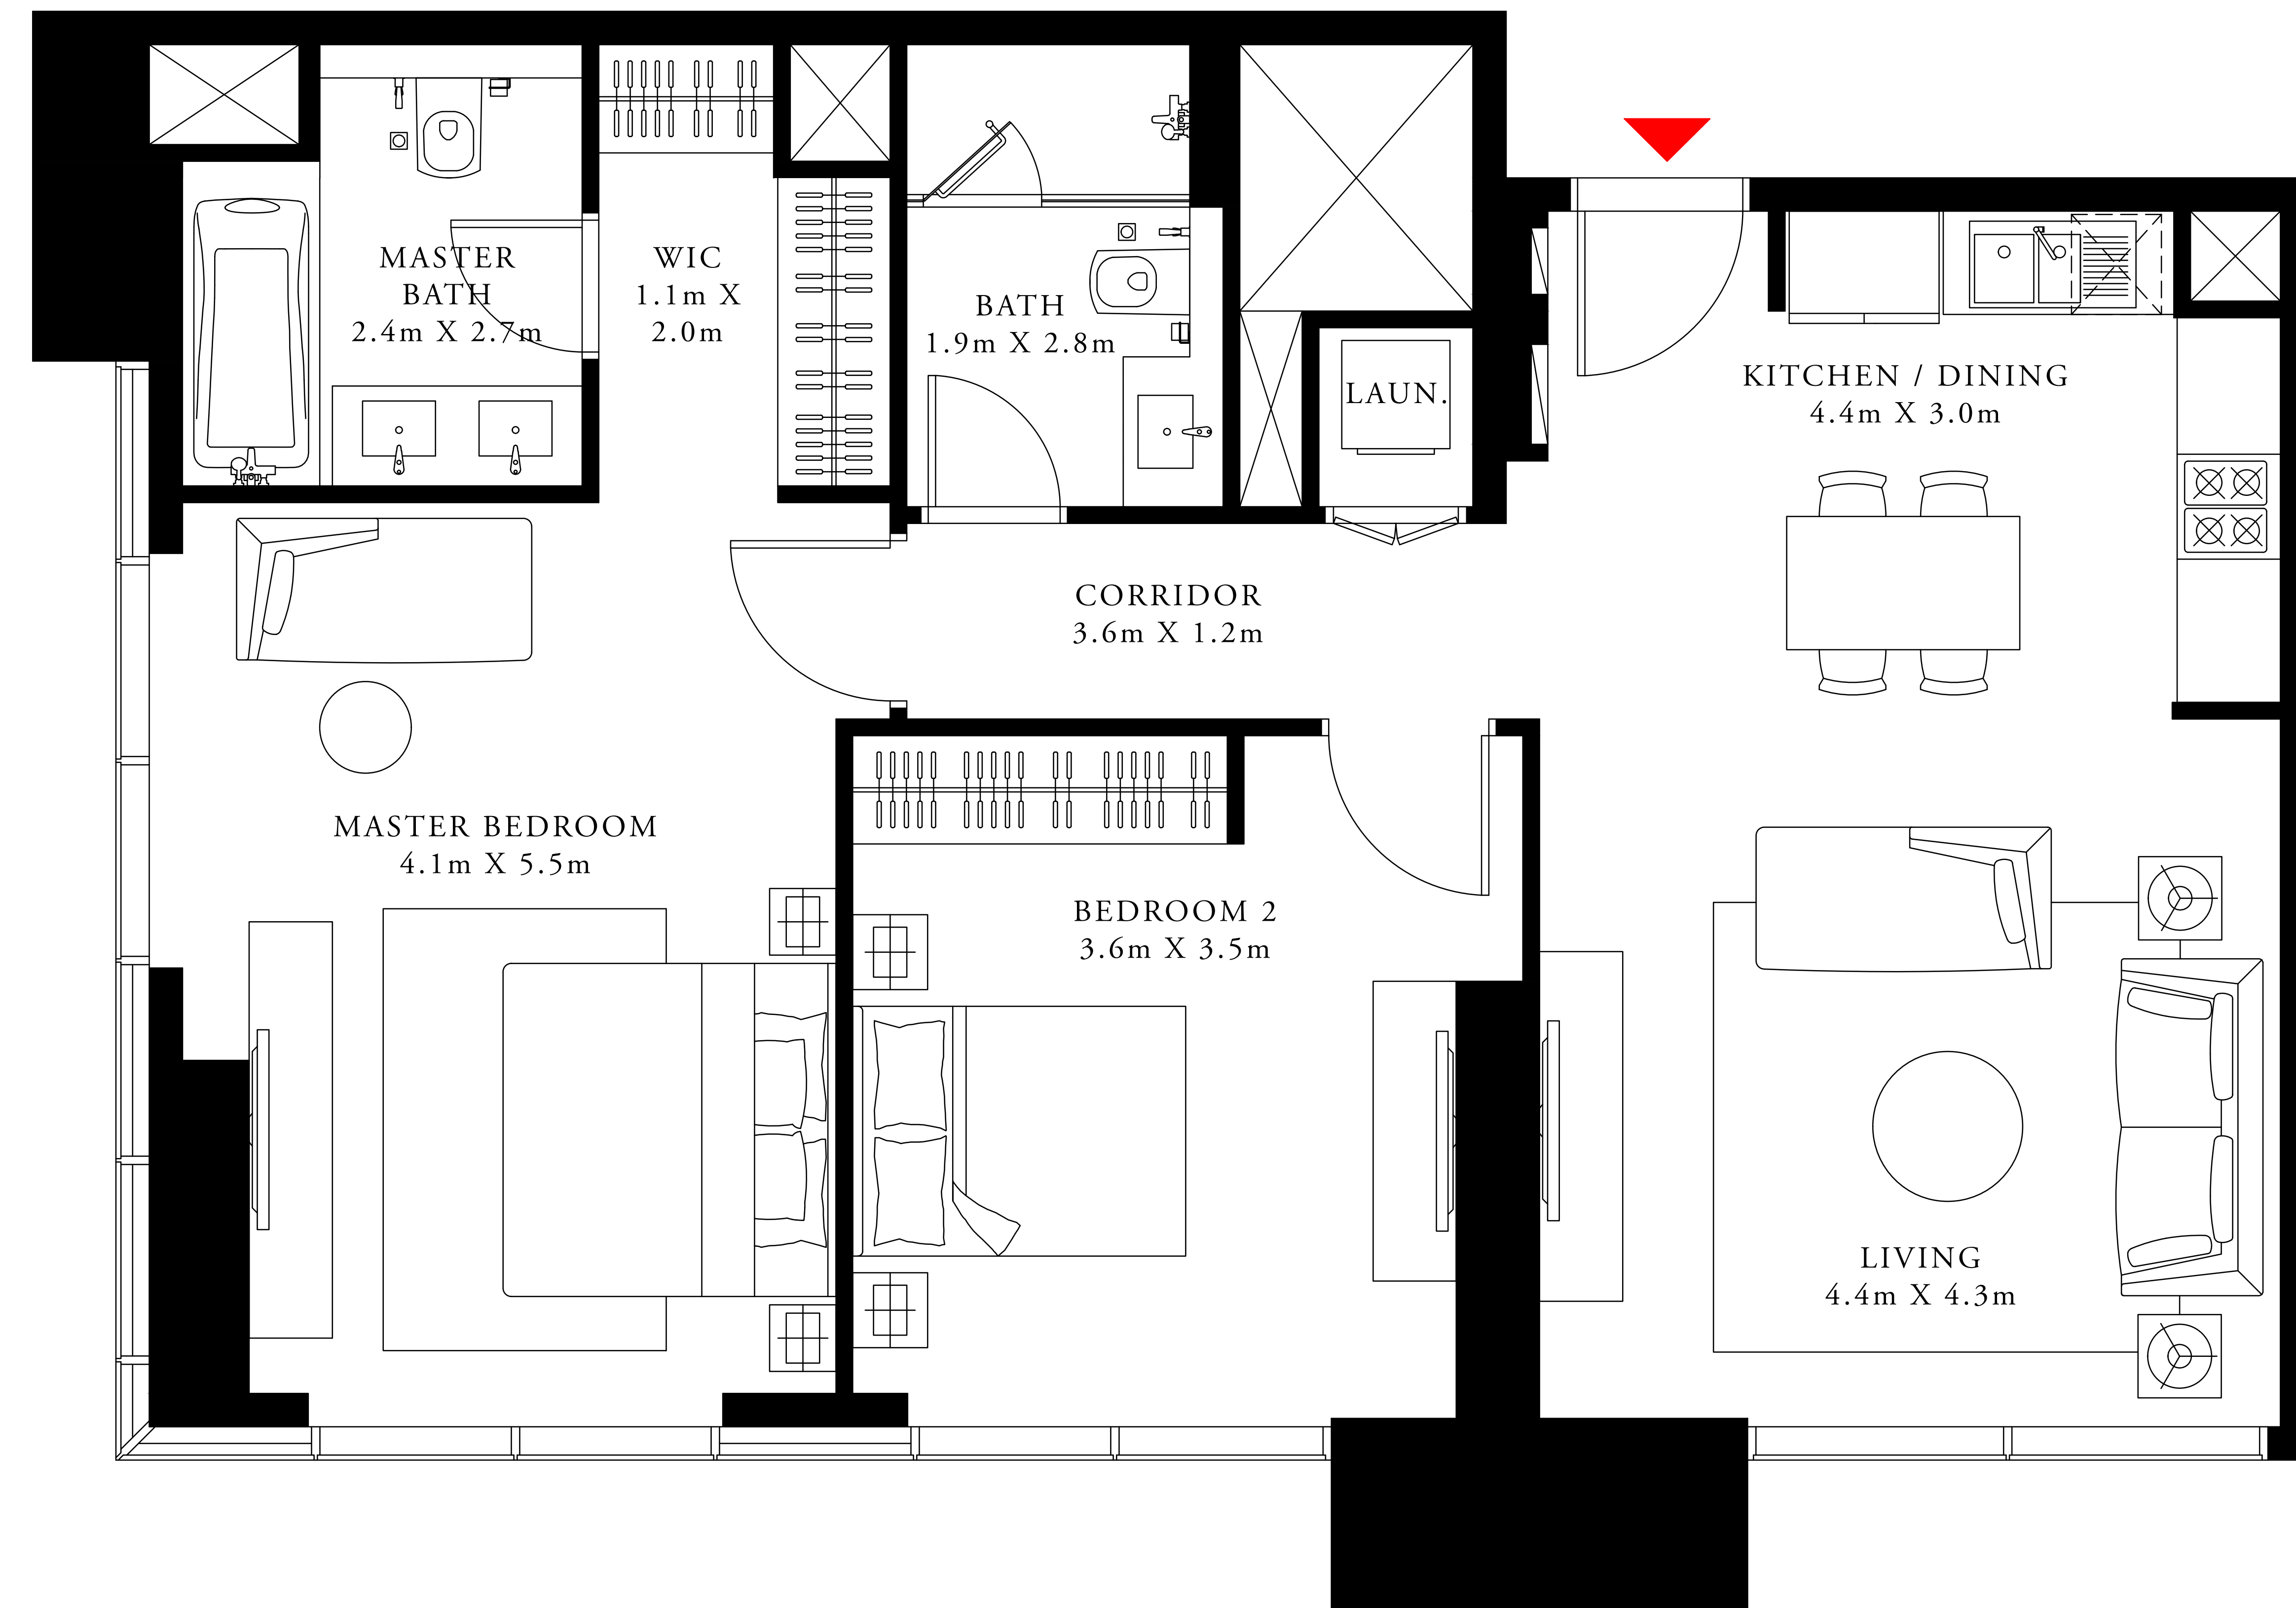 MASTER
BATH
2.4m X 2.7m
WIC
1.1m X
2.0m
BATH
1.9m X 2.8m
LAUN.
KITCHEN / DINING
4.4m X 3.0m
CORRIDOR
3.6m X 1.2m
MASTER BEDROOM
4.1m X 5.5m
BEDROOM 2
3.6m X 3.5m
LIVING
4.4m X 4.3m